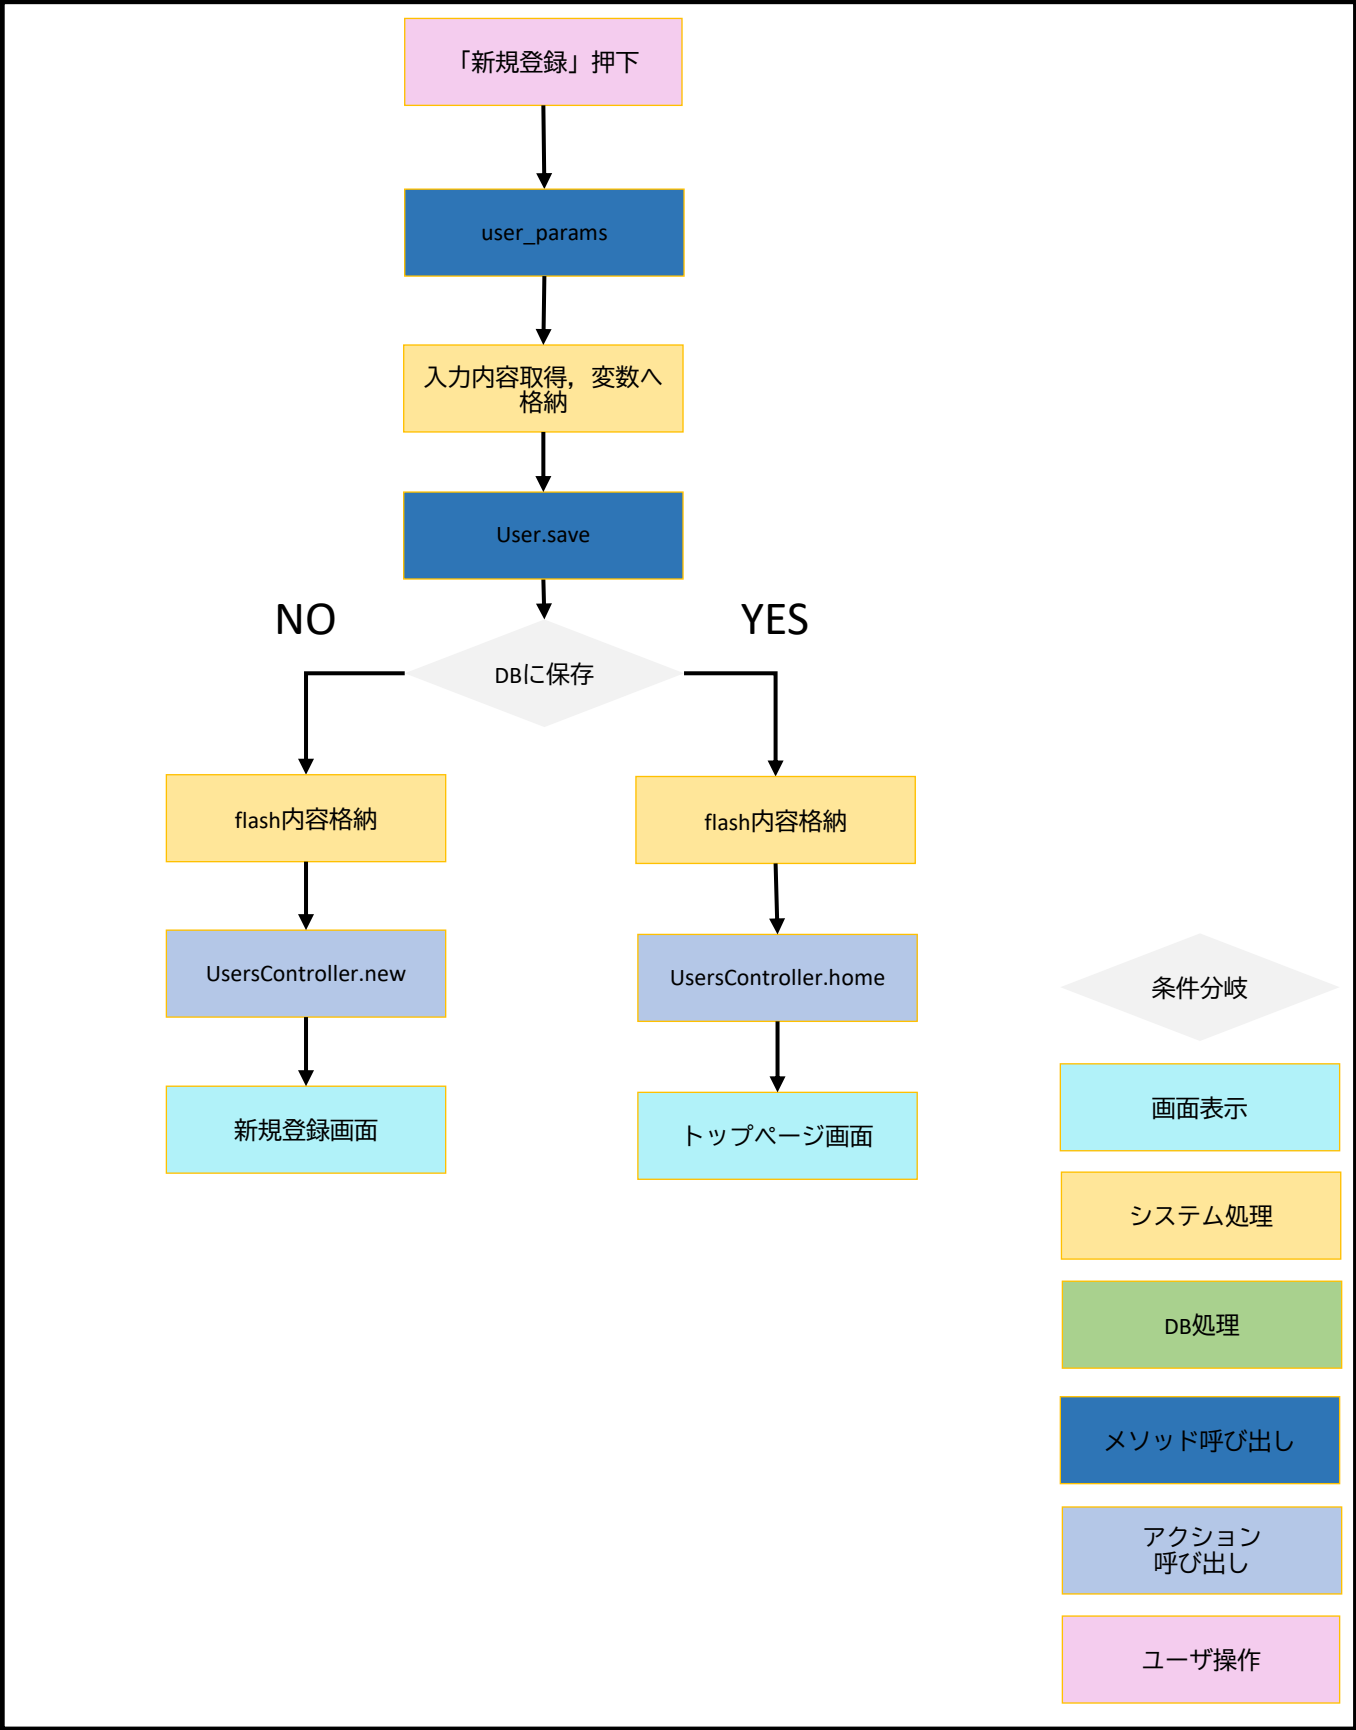 「新規登録」押下
user_params
入力内容取得，変数へ
格納
User.save
NO
YES
DBに保存
flash内容格納
flash内容格納
UsersController.new
UsersController.home
新規登録画面
トップページ画面
条件分岐
画面表示
システム処理
DB処理
メソッド呼び出し
アクション
呼び出し
ユーザ操作